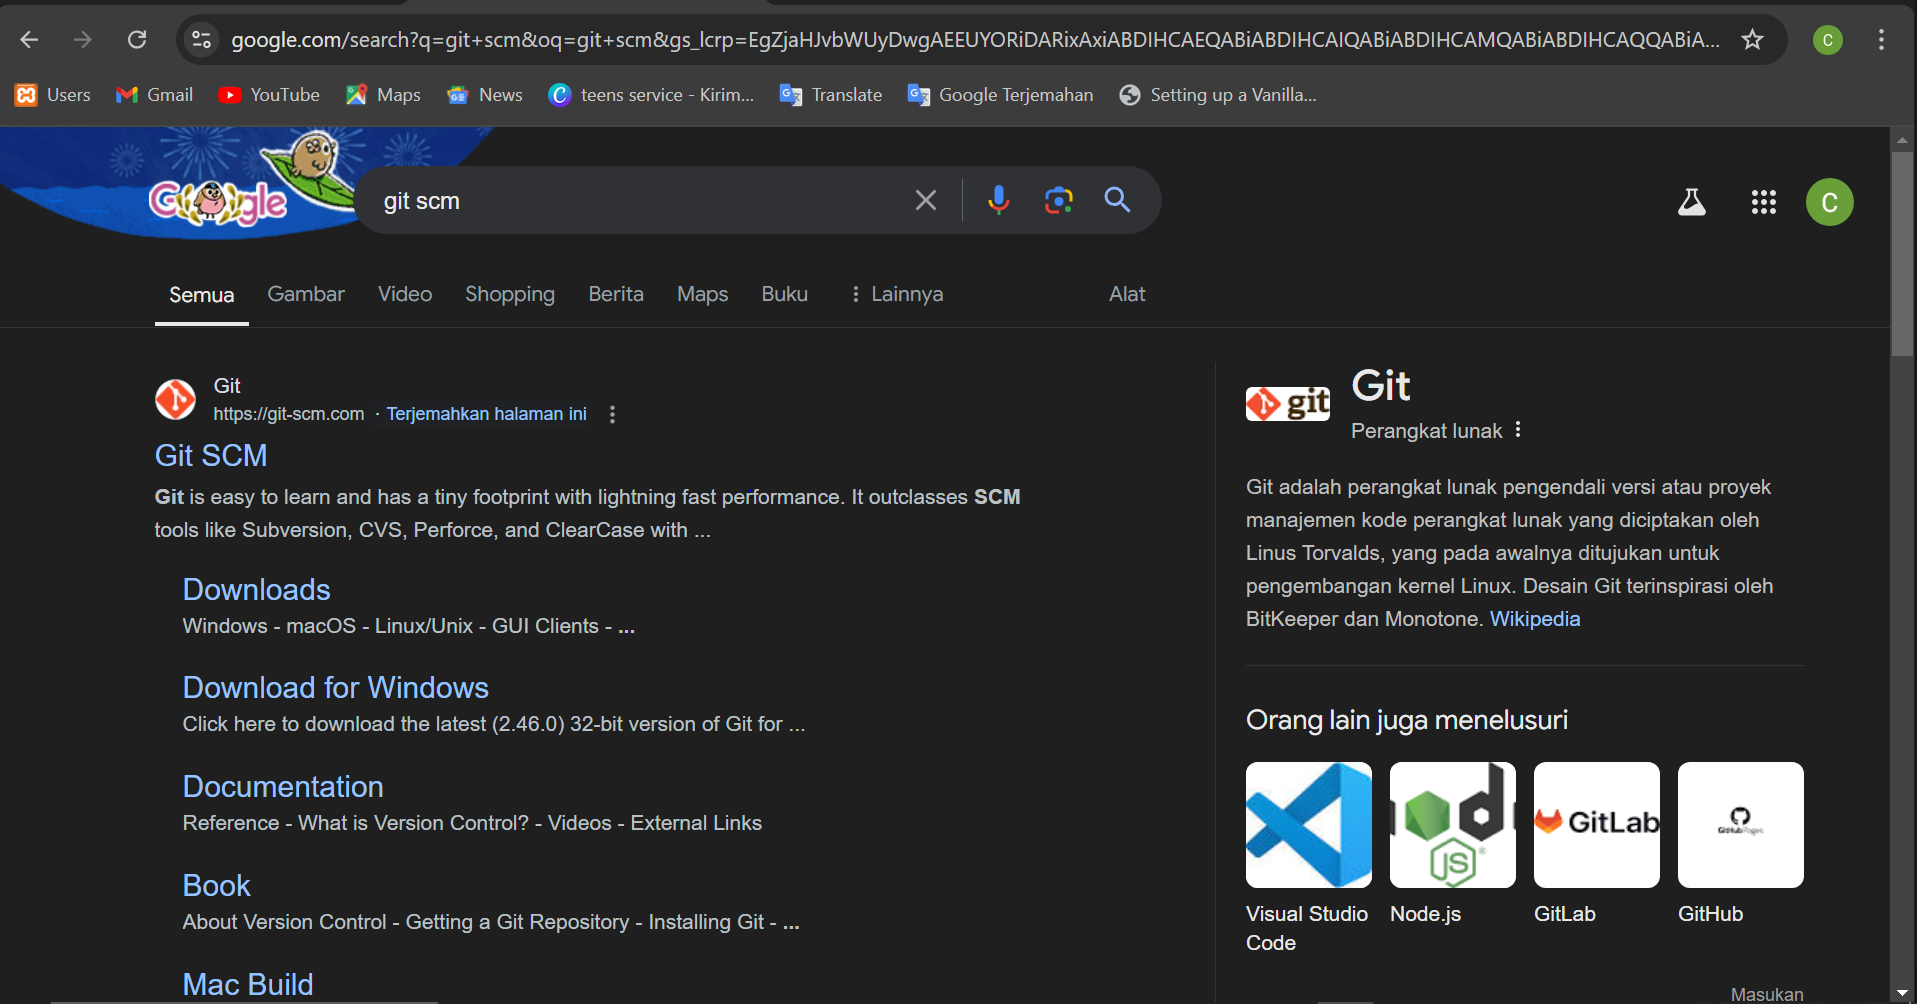 google.com/search?q=git+scm&oq=git+scm&gs_lcrp=EgZjaHJvbWUyDwgAEEUYORiDARixAxiABDIHCAEQABiABDIHCAIQABiABDIHCAMQABiABDIHCAQQABiA...
C
Users Gmail YouTube Maps News teens service - Kirim... Translate Google Terjemahan Setting up a Vanilla...
Google
git scm
C
Semua Gambar Video Shopping Berita Maps Buku Lainnya Alat
Git
https://git-scm.com · Terjemahkan halaman ini
Git SCM
Git is easy to learn and has a tiny footprint with lightning fast performance. It outclasses SCM
tools like Subversion, CVS, Perforce, and ClearCase with ...
Downloads
Windows - macOS - Linux/Unix - GUI Clients - ...
Download for Windows
Click here to download the latest (2.46.0) 32-bit version of Git for ...
Documentation
Reference - What is Version Control? - Videos - External Links
Book
About Version Control - Getting a Git Repository - Installing Git - ...
Mac Build
git
Git
Perangkat lunak
Git adalah perangkat lunak pengendali versi atau proyek
manajemen kode perangkat lunak yang diciptakan oleh
Linus Torvalds, yang pada awalnya ditujukan untuk
pengembangan kernel Linux. Desain Git terinspirasi oleh
BitKeeper dan Monotone. Wikipedia
Orang lain juga menelusuri
JS
GitLab
GitHub Pages
Visual Studio Code
Node.js
GitLab
GitHub
Masukan